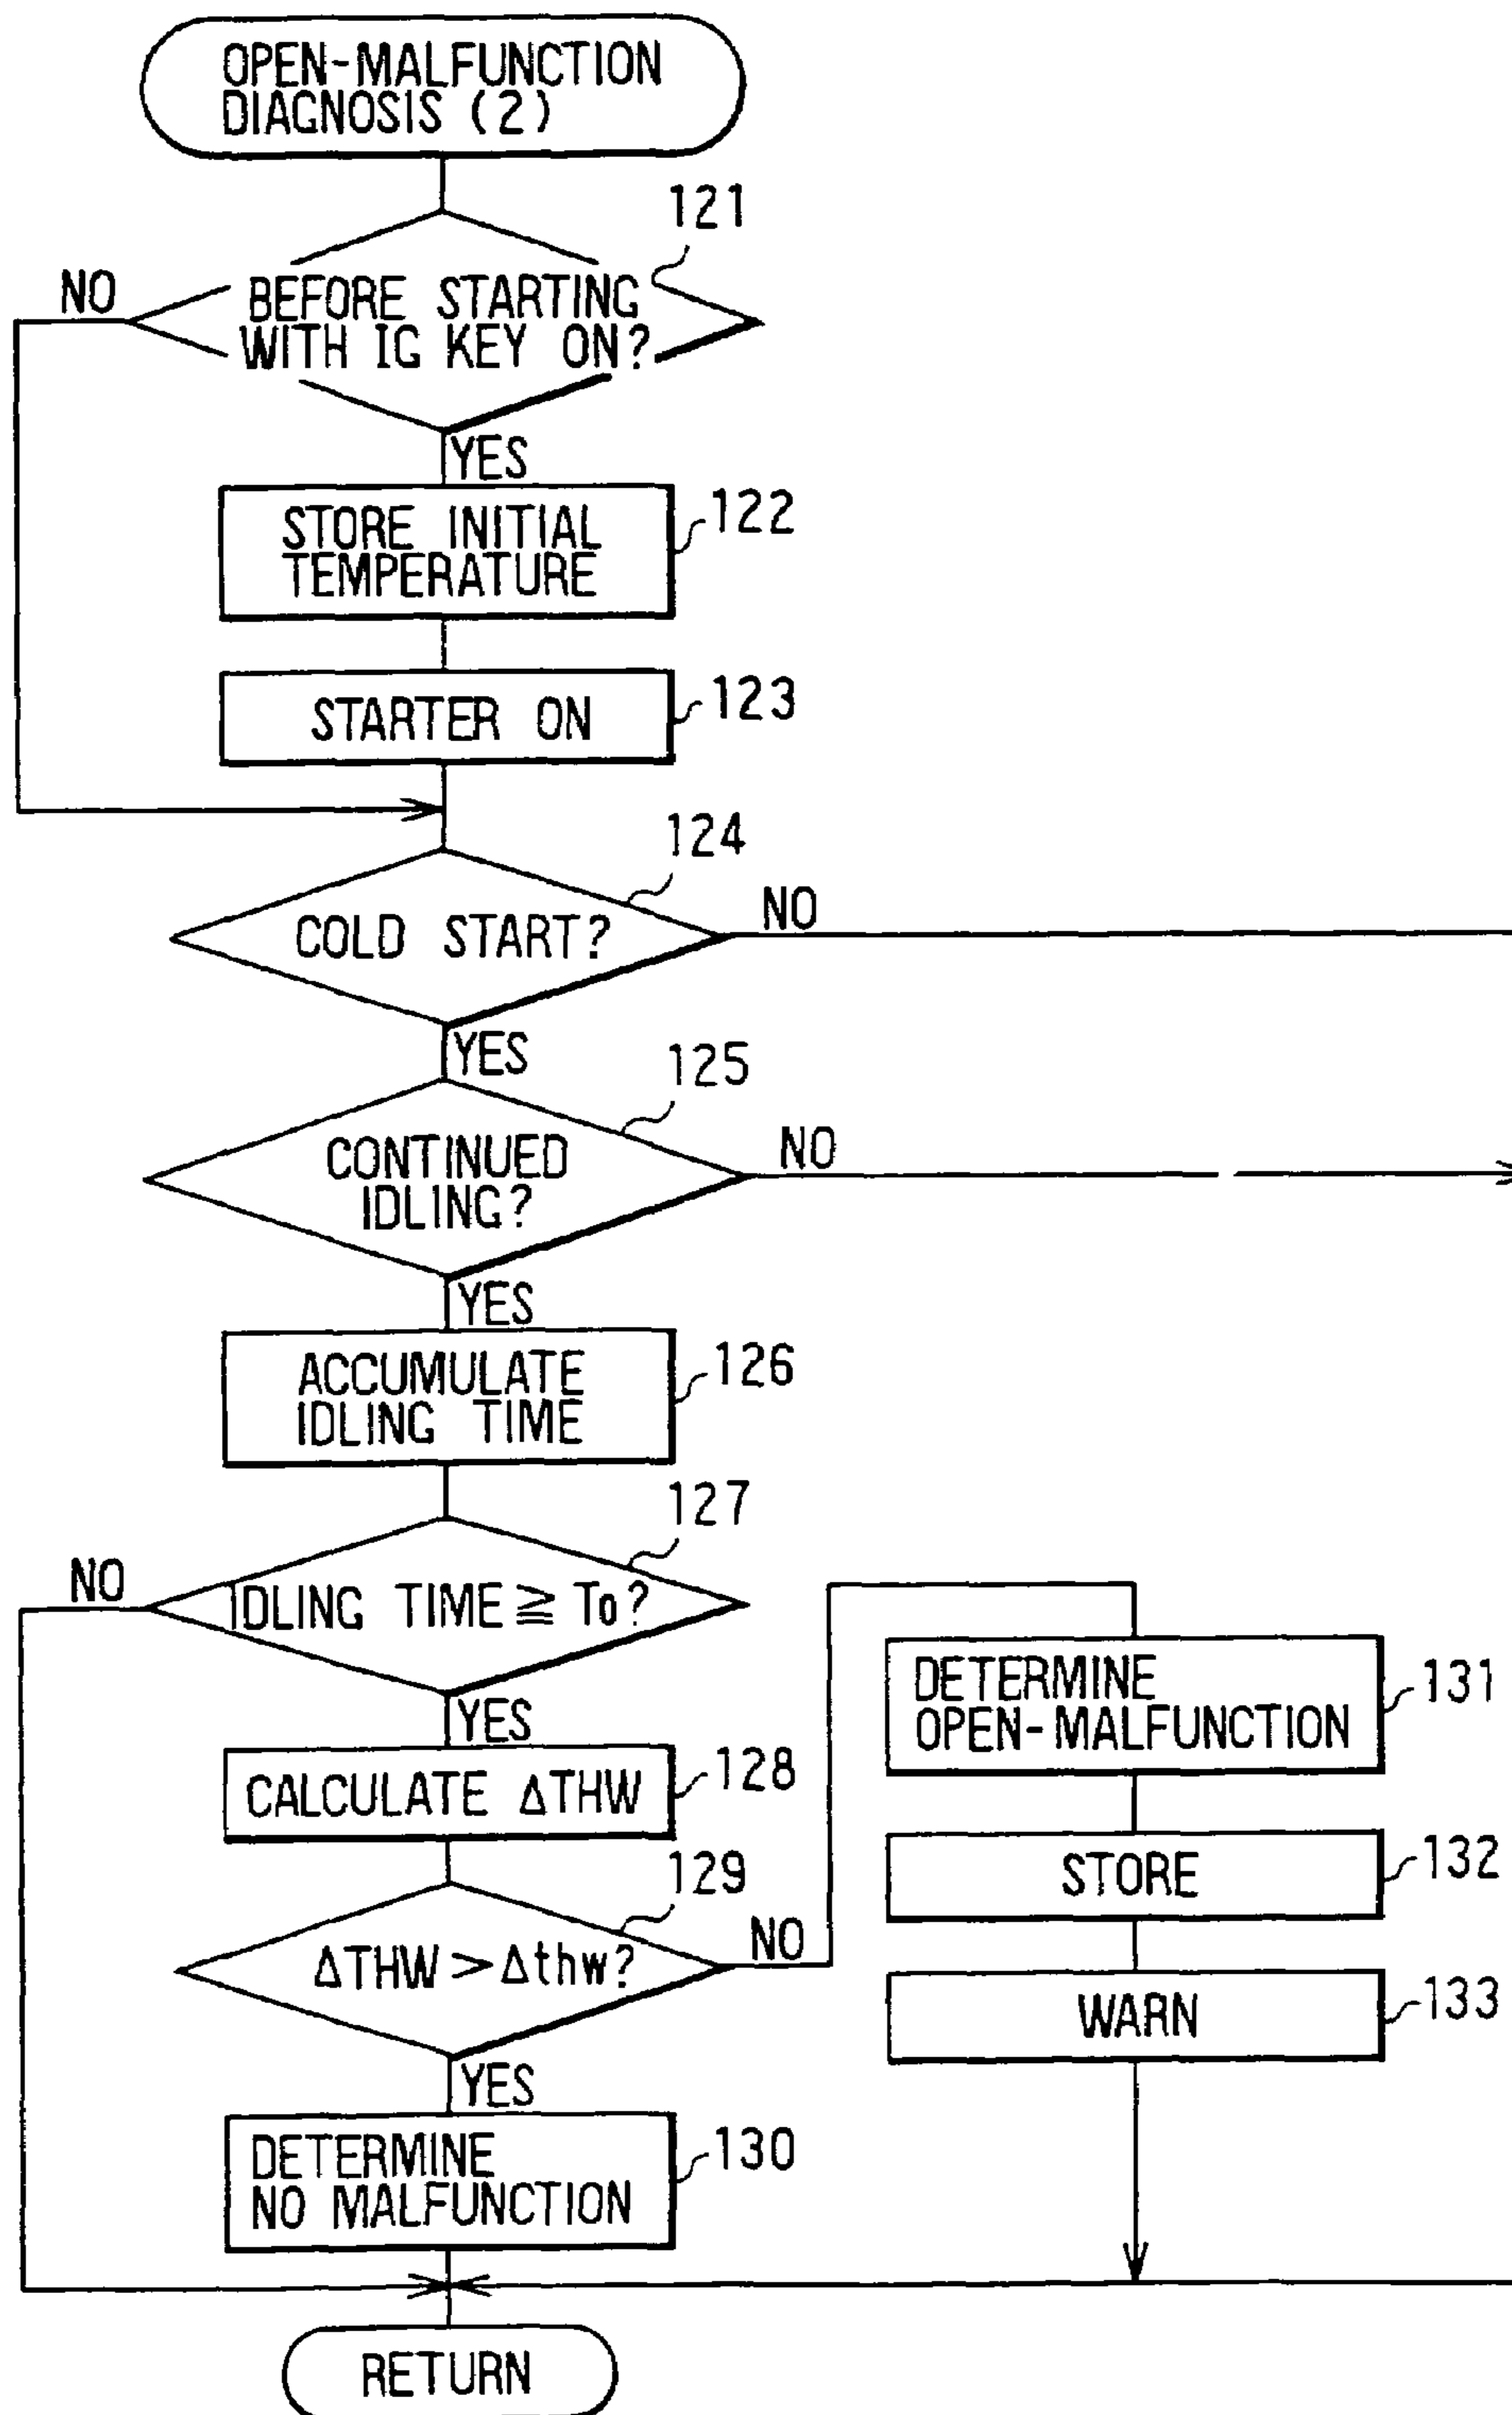 OPEN-MALFUNCTION
DIAGNOSIS (2)
121
NO
BEFORE STARTING
WITH IG KEY ON?
YES
STORE INITIAL
TEMPERATURE
122
STARTER ON
123
124
COLD START?
NO
YES
125
CONTINUED
IDLING?
NO
YES
ACCUMULATE
IDLING TIME
126
127
NO
IDLING TIME ≧ To?
YES
CALCULATE ΔTHW
128
129
ΔTHW > Δthw?
NO
YES
DETERMINE
NO MALFUNCTION
130
DETERMINE
OPEN-MALFUNCTION
131
STORE
132
WARN
133
RETURN